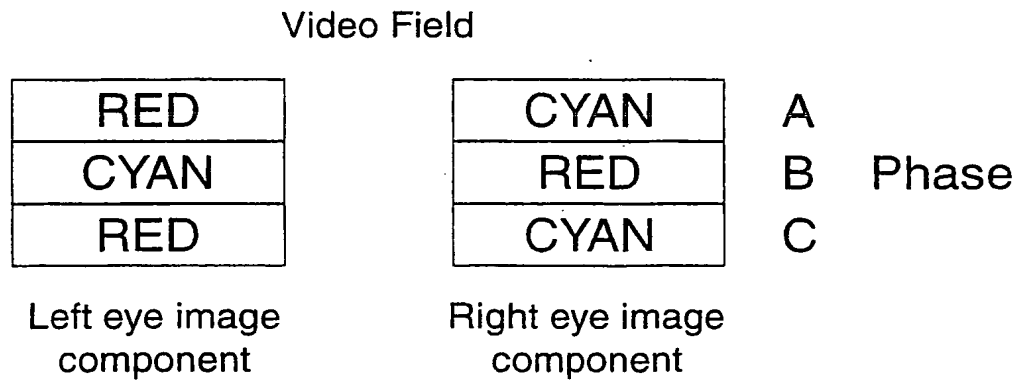 Video Field
RED CYAN A
CYAN RED B Phase
RED CYAN C
Left eye image component
Right eye image component